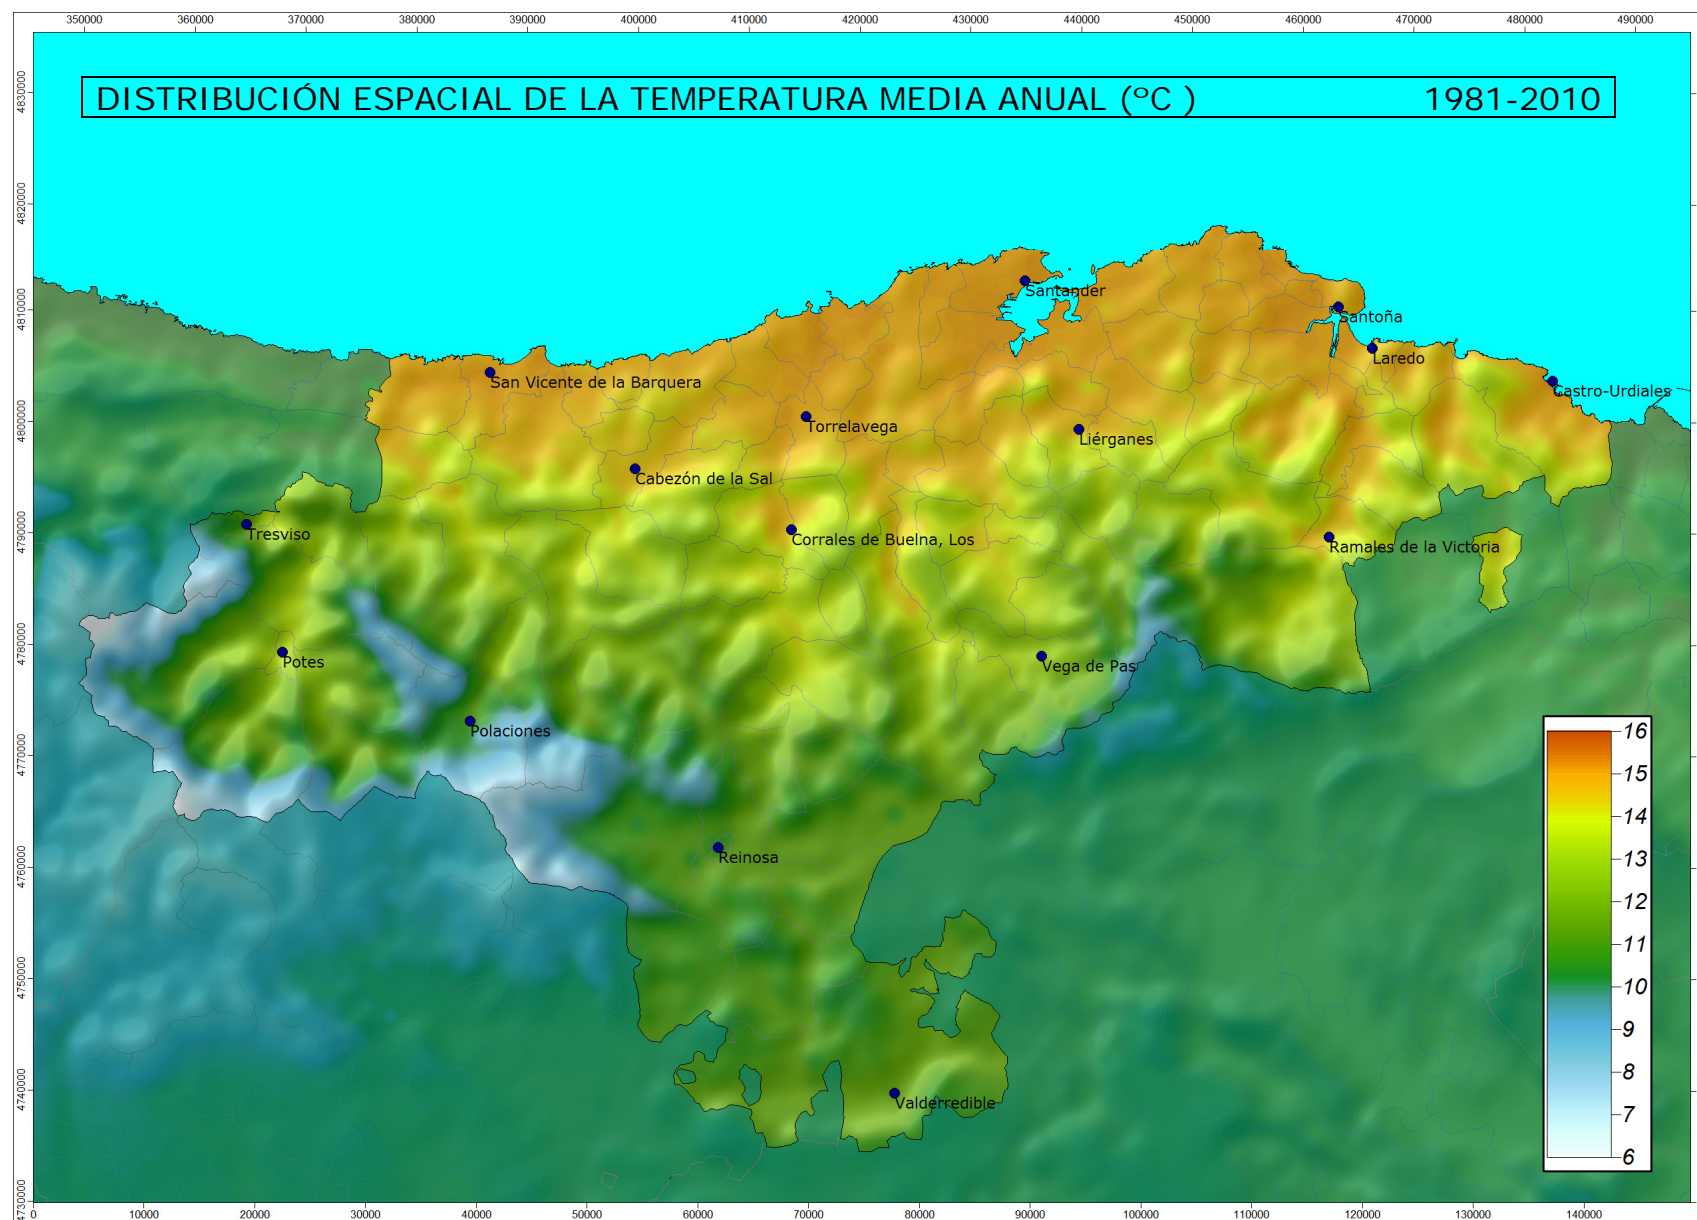 350000 360000 370000 380000 390000 400000 410000 420000 430000 440000 450000 460000 470000 480000 490000
DISTRIBUCIÓN ESPACIAL DE LA TEMPERATURA MEDIA ANUAL (ºC ) 1981-2010
4830000
4820000
4810000
4800000
4790000
4780000
4770000
4760000
4750000
4740000
4730000
Santander
Santoña
Laredo
San Vicente de la Barquera
Castro-Urdiales
Torrelavega
Liérganes
Cabezón de la Sal
Tresviso
Corrales de Buelna, Los
Ramales de la Victoria
Potes
Vega de Pas
Polaciones
Reinosa
Valderredible
16
15
14
13
12
11
10
9
8
7
6
0 10000 20000 30000 40000 50000 60000 70000 80000 90000 100000 110000 120000 130000 140000